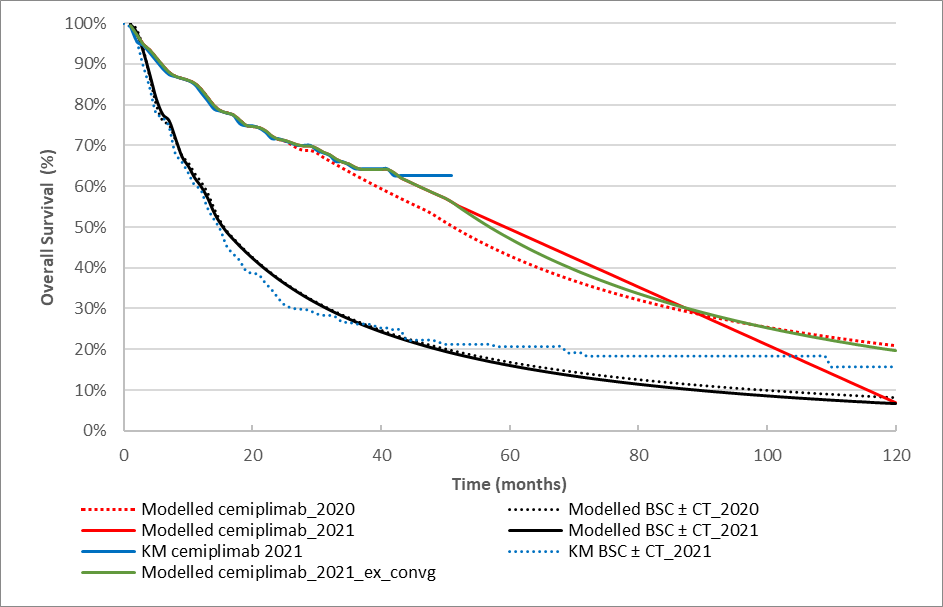 100%
90%
80%
70%
60%
50%
40%
30%
20%
10%
0%
Overall Survival (%)
0 20 40 60 80 100 120
Time (months)
Modelled cemiplimab_2020
Modelled BSC ± CT_2020
Modelled cemiplimab_2021
Modelled BSC ± CT_2021
KM cemiplimab 2021
KM BSC ± CT_2021
Modelled cemiplimab_2021_ex_convg